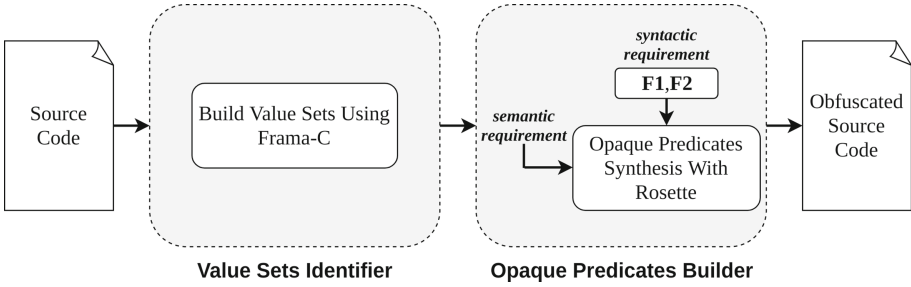 Source
Code
Build Value Sets Using
Frama-C
Value Sets Identifier
syntactic
requirement
F1,F2
semantic
requirement
Opaque Predicates
Synthesis With
Rosette
Opaque Predicates Builder
Obfuscated
Source
Code